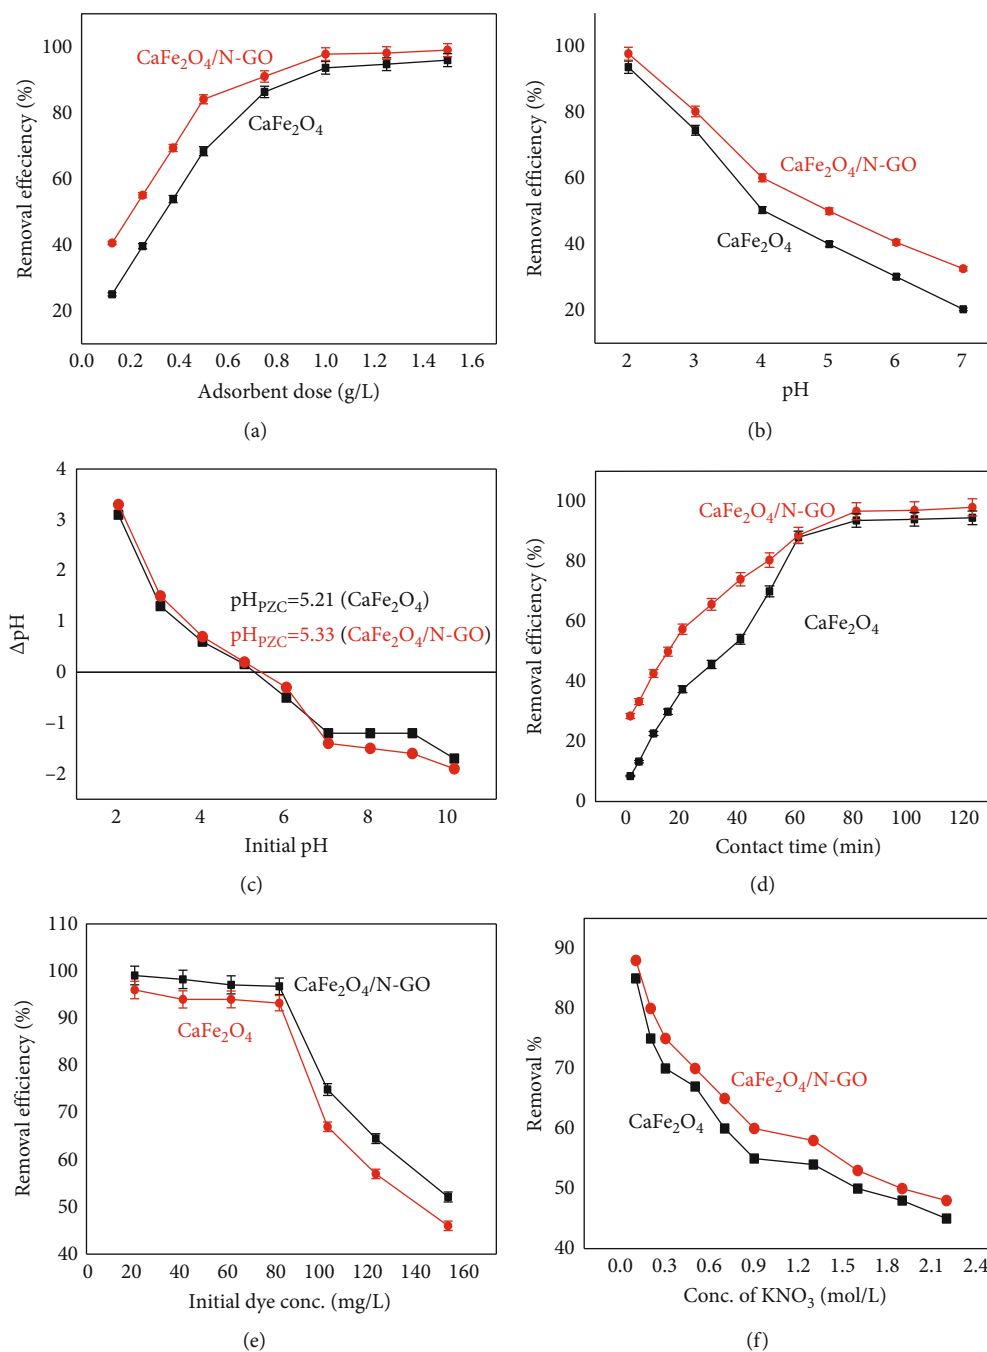 Removal effeciency (%)
100
80
60
40
20
CaFe₂O₄/N-GO
CaFe₂O₄
0.0 0.2 0.4 0.6 0.8 1.0 1.2 1.4 1.6
Adsorbent dose (g/L)
(a)
Removal efficiency (%)
100
80
60
40
20
CaFe₂O₄/N-GO
CaFe₂O₄
2 3 4 5 6 7
pH
(b)
ΔpH
4
3
2
1
0
–1
–2
pH_PZC=5.21 (CaFe₂O₄)
pH_PZC=5.33 (CaFe₂O₄/N-GO)
2 4 6 8 10
Initial pH
(c)
Removal efficiency (%)
100
80
60
40
20
0
CaFe₂O₄/N-GO
CaFe₂O₄
0 20 40 60 80 100 120
Contact time (min)
(d)
Removal efficiency (%)
110
100
90
80
70
60
50
40
CaFe₂O₄/N-GO
CaFe₂O₄
0 20 40 60 80 100 120 140 160
Initial dye conc. (mg/L)
(e)
Removal %
90
80
70
60
50
40
CaFe₂O₄/N-GO
CaFe₂O₄
0.0 0.3 0.6 0.9 1.2 1.5 1.8 2.1 2.4
Conc. of KNO₃ (mol/L)
(f)